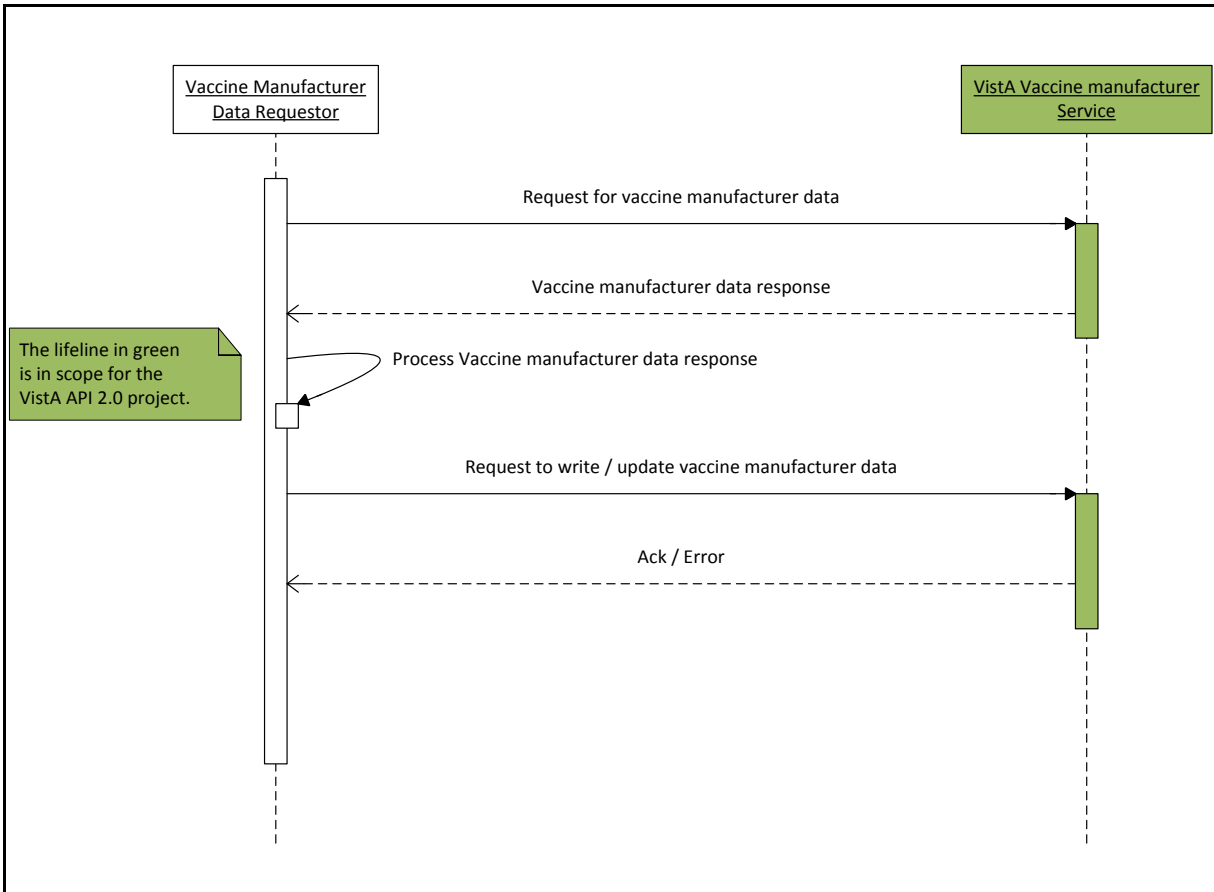 Vaccine Manufacturer
Data Requestor
VistA Vaccine manufacturer
Service
Request for vaccine manufacturer data
Vaccine manufacturer data response
The lifeline in green
is in scope for the
VistA API 2.0 project.
Process Vaccine manufacturer data response
Request to write / update vaccine manufacturer data
Ack / Error